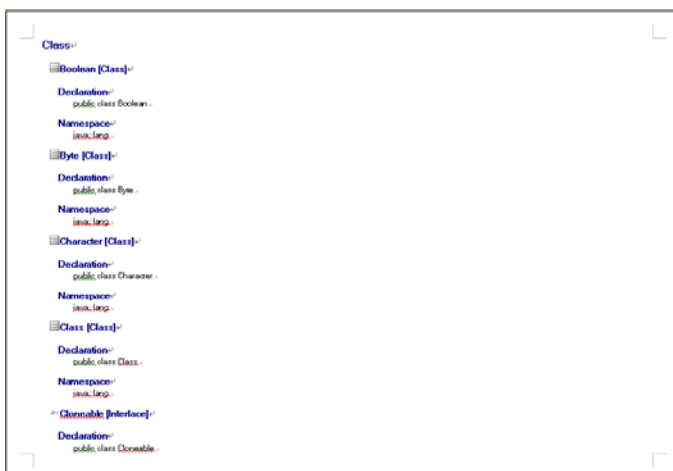 Class
Boolean [Class]
Declaration
public class Boolean
Namespace
java.lang
Byte [Class]
Declaration
public class Byte
Namespace
java.lang
Character [Class]
Declaration
public class Character
Namespace
java.lang
Class [Class]
Declaration
public class Class
Namespace
java.lang
Cloneable [Interface]
Declaration
public class Cloneable